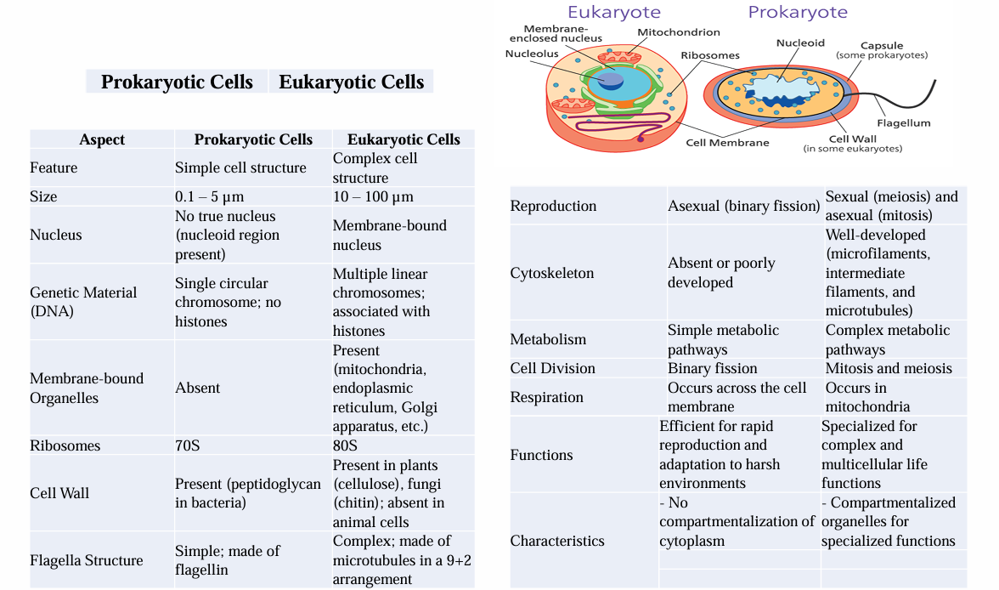 Prokaryotic Cells Eukaryotic Cells
Aspect Prokaryotic Cells Eukaryotic Cells
Feature Simple cell structure Complex cell
structure
Size 0.1 – 5 µm 10 – 100 µm
Nucleus
No true nucleus
(nucleoid region
present)
Membrane-bound
nucleus
Genetic Material
(DNA)
Single circular
chromosome; no
histones
Multiple linear
chromosomes;
associated with
histones
Membrane-bound
Organelles
Absent
Present
(mitochondria,
endoplasmic
reticulum, Golgi
apparatus, etc.)
Ribosomes 70S 80S
Cell Wall
Present (peptidoglycan
in bacteria)
Present in plants
(cellulose), fungi
(chitin); absent in
animal cells
Flagella Structure
Simple; made of
flagellin
Complex; made of
microtubules in a 9+2
arrangement
Eukaryote
Prokaryote
Membrane-
enclosed nucleus
Nucleolus
Mitochondrion
Ribosomes
Nucleoid
Capsule
(some prokaryotes)
Flagellum
Cell Wall
(in some eukaryotes)
Cell Membrane
Reproduction
Asexual (binary fission)
Sexual (meiosis) and
asexual (mitosis)
Cytoskeleton
Absent or poorly
developed
Well-developed
(microfilaments,
intermediate
filaments, and
microtubules)
Metabolism
Simple metabolic
pathways
Complex metabolic
pathways
Cell Division Binary fission Mitosis and meiosis
Respiration
Occurs across the cell
membrane
Occurs in
mitochondria
Functions
Efficient for rapid
reproduction and
adaptation to harsh
environments
Specialized for
complex and
multicellular life
functions
Characteristics
- No
compartmentalization of
cytoplasm
- Compartmentalized
organelles for
specialized functions